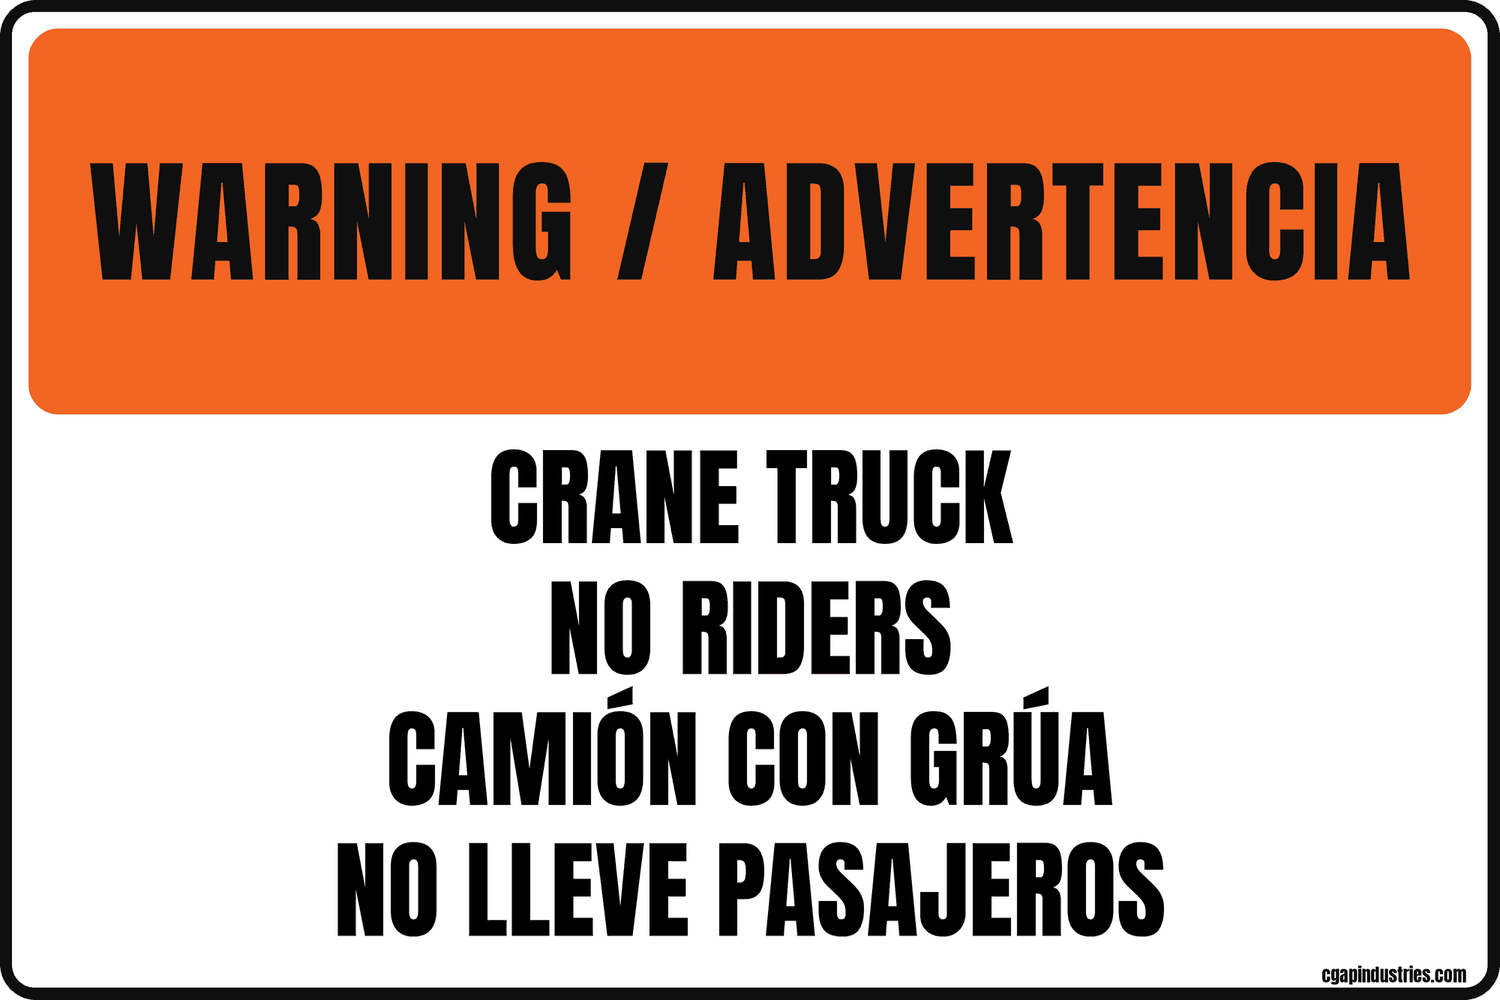 WARNING / ADVERTENCIA
CRANE TRUCK
NO RIDERS
CAMIÓN CON GRÚA
NO LLEVE PASAJEROS
cgapindustries.com